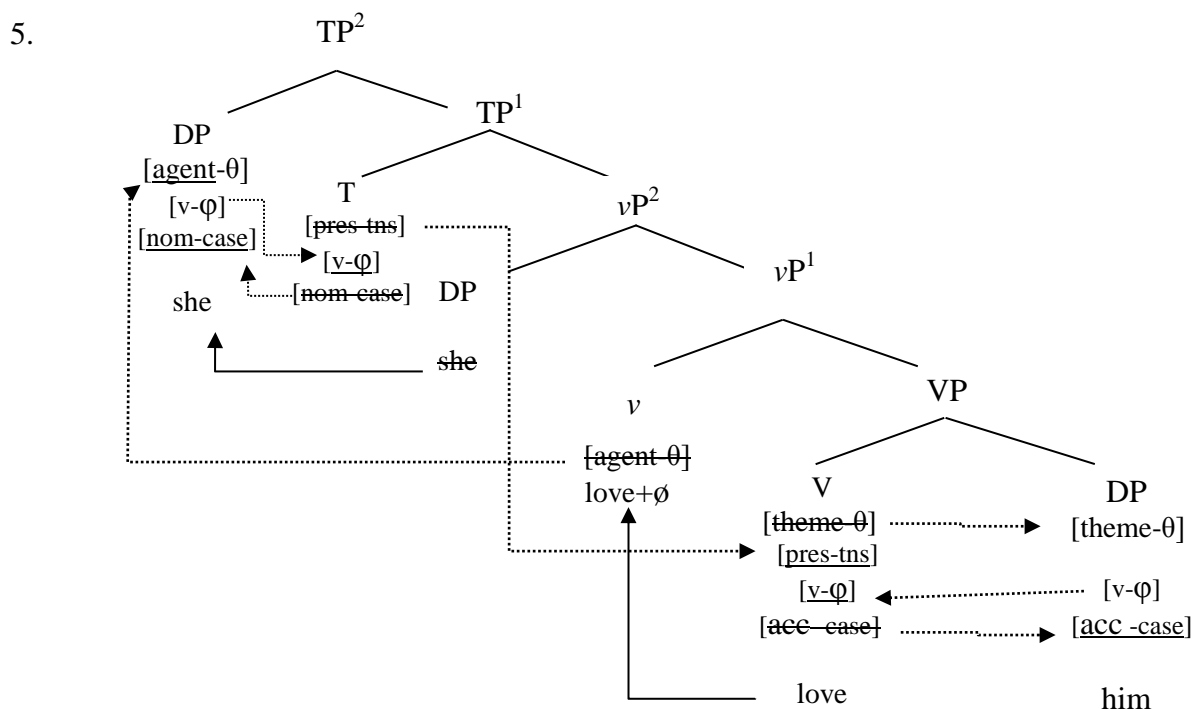 5.
TP²
TP¹
DP
[agent-θ]
[v-φ]
[nom-case]
she
T
[pres-tns]
[v-φ]
[nom-case]
DP
she
vP²
vP¹
v
[agent-θ]
love+ø
VP
V
[theme-θ]
[pres-tns]
[v-φ]
[acc-case]
love
DP
[theme-θ]
[v-φ]
[acc -case]
him